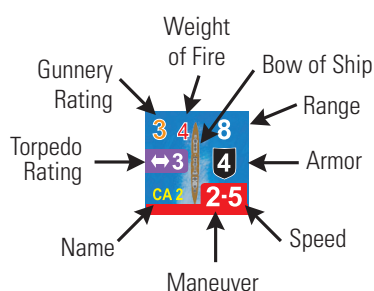 Weight
of Fire
Bow of Ship
Gunnery
Rating
Range
3 4 8
Torpedo
Rating
⇔ 3 4
Armor
CA 2 2-5
Name
Speed
Maneuver